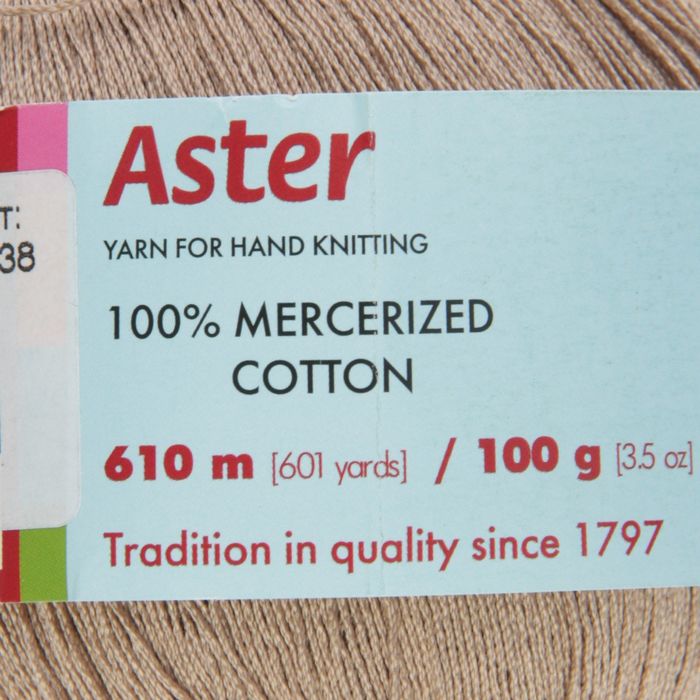 T:
38
Aster
YARN FOR HAND KNITTING
100% MERCERIZED
COTTON
610 m [601 yards] / 100 g [3.5 oz]
Tradition in quality since 1797